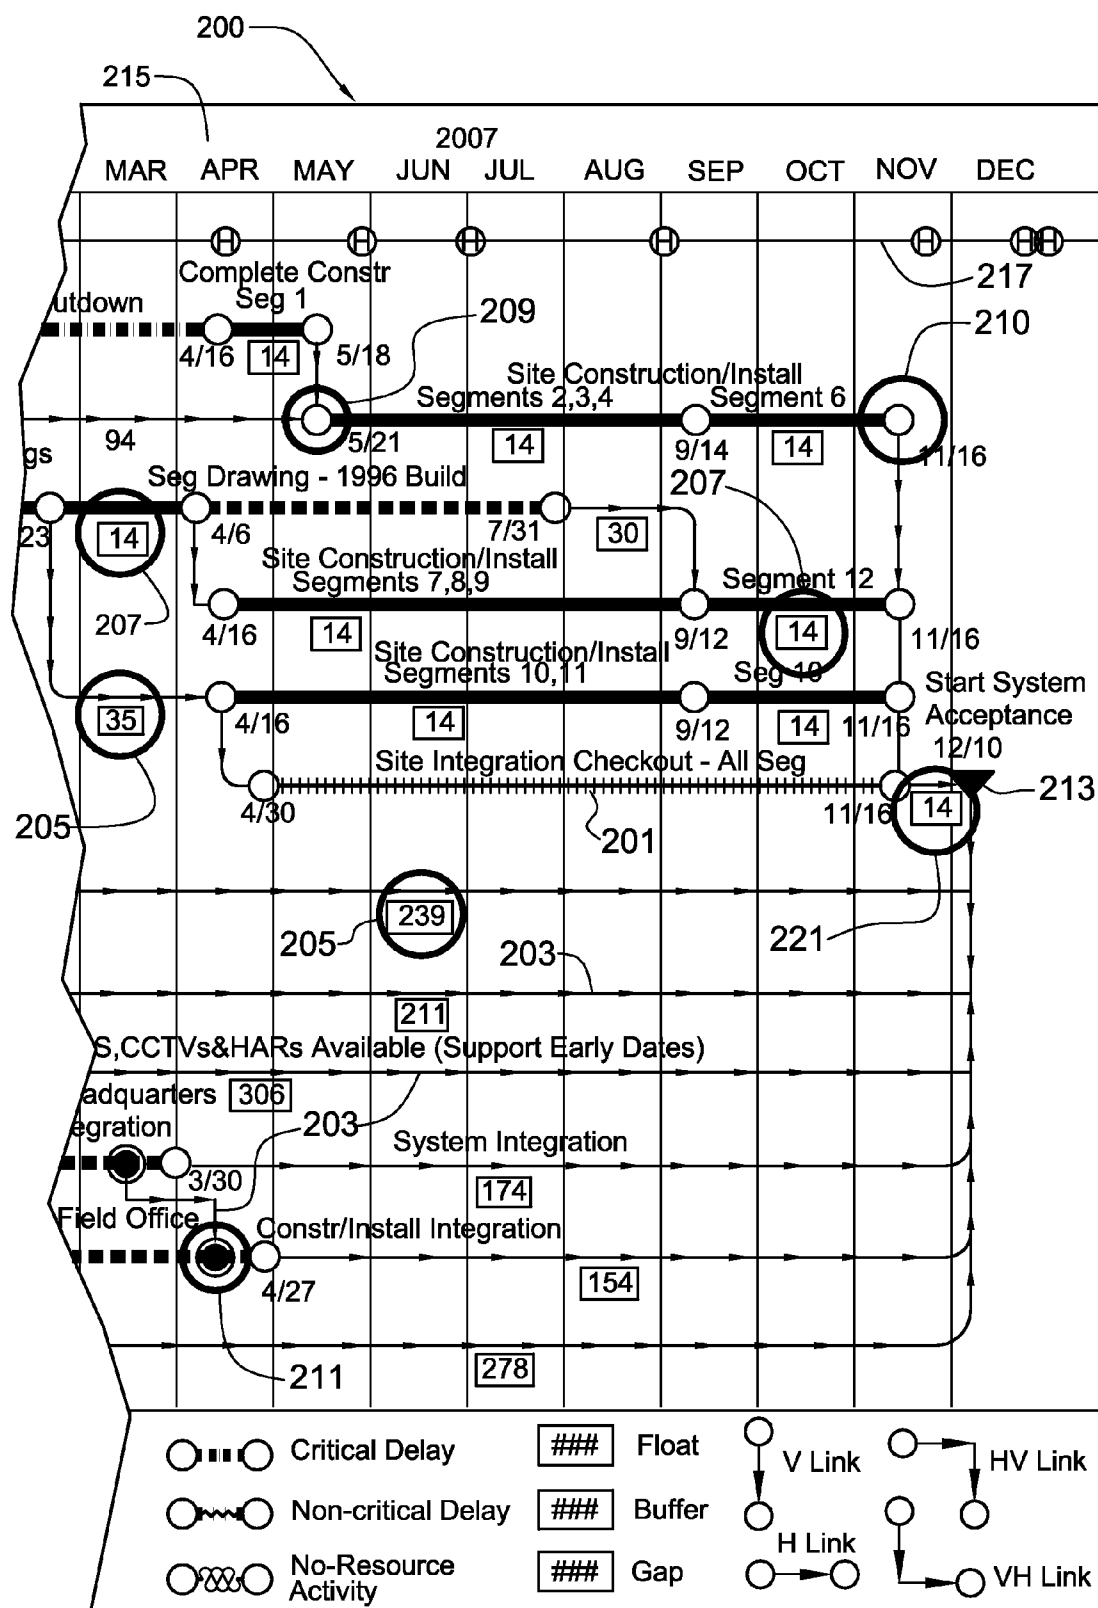 200
215
2007
MAR APR MAY JUN JUL AUG SEP OCT NOV DEC
H H H H H H H
217
Complete Constr
Seg 1
utdown
209
210
4/16 14 5/18
Site Construction/Install
Segments 2,3,4 Segment 6
94 5/21 14 9/14 14 11/16
gs
Seg Drawing - 1996 Build
207
23 14 4/6 7/31 30
Site Construction/Install
Segments 7,8,9 Segment 12
207 4/16 14 9/12 14 11/16
Site Construction/Install
Segments 10,11 Seg 10
Start System
Acceptance
35 4/16 14 9/12 14 11/16 12/10
Site Integration Checkout - All Seg
213
205 4/30 201 11/16 14
239
205 203 221
211
S,CCTVs&HARs Available (Support Early Dates)
adquarters 306
egration 203 System Integration
3/30 174
Field Office Constr/Install Integration
4/27 154
211 278
Critical Delay ### Float V Link HV Link
Non-critical Delay ### Buffer
H Link
No-Resource
Activity ### Gap VH Link